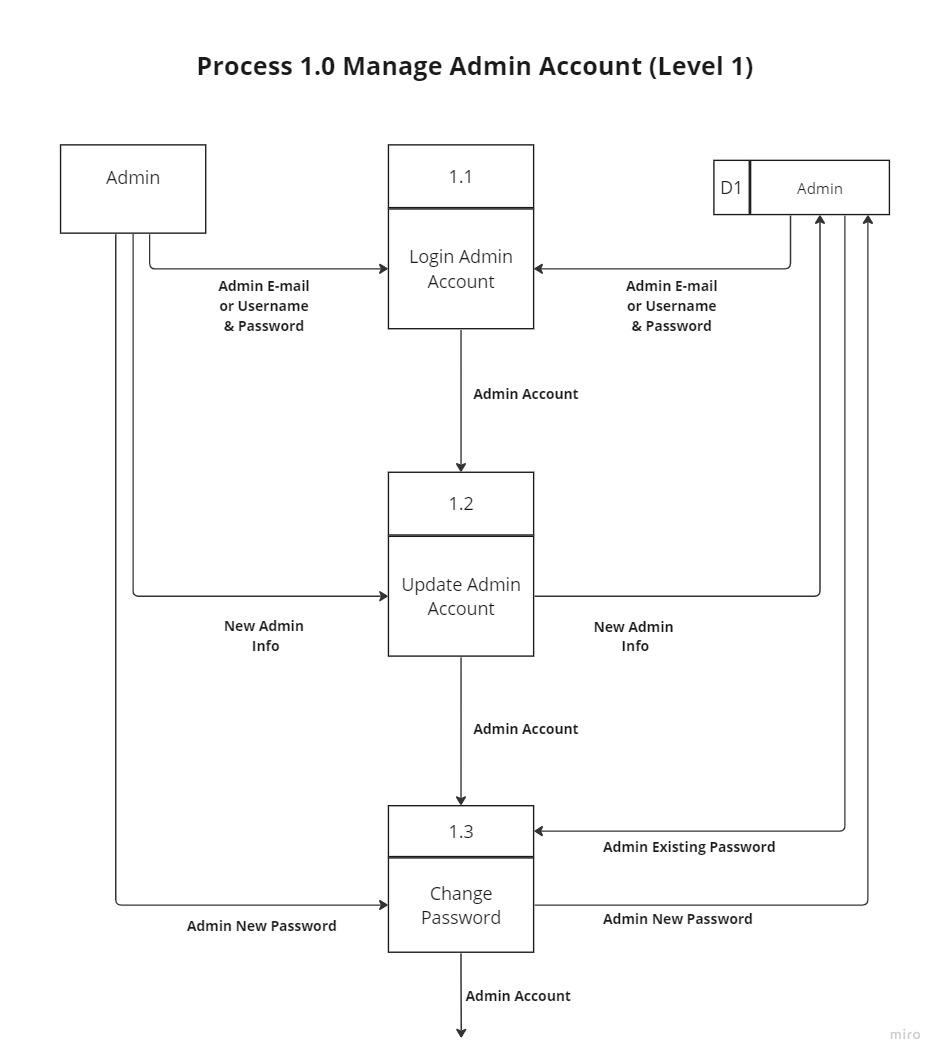 Process 1.0 Manage Admin Account (Level 1)
Admin
1.1
D1
Admin
Login Admin
Account
Admin E-mail
or Username
& Password
Admin E-mail
or Username
& Password
Admin Account
1.2
Update Admin
Account
New Admin
Info
New Admin
Info
Admin Account
1.3
Admin Existing Password
Change
Password
Admin New Password
Admin New Password
Admin Account
miro